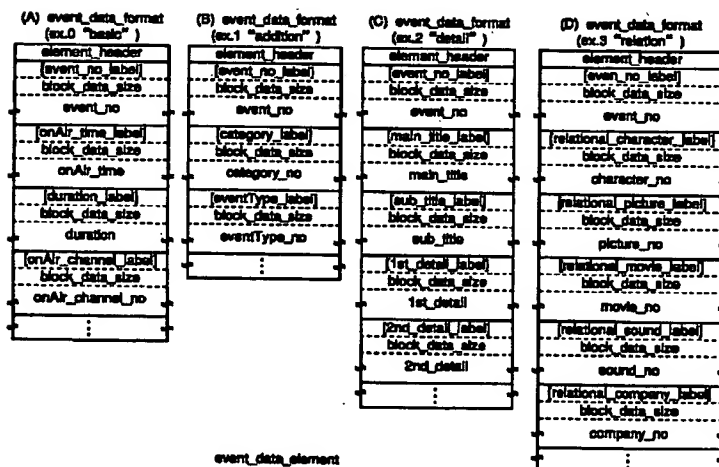 (A) event_data_format
(ex.0 "basic")
element_header
[event_no_label]
block_data_size
event_no
[onAir_time_label]
block_data_size
onAir_time
[duration_label]
block_data_size
duration
[onAir_channel_label]
block_data_size
onAir_channel_no
⋮
(B) event_data_format
(ex.1 "addition")
element_header
[event_no_label]
block_data_size
event_no
[category_label]
block_data_size
category_no
[eventType_label]
block_data_size
eventType_no
⋮
(C) event_data_format
(ex.2 "detail")
element_header
[event_no_label]
block_data_size
event_no
[main_title_label]
block_data_size
main_title
[sub_title_label]
block_data_size
sub_title
[1st_detail_label]
block_data_size
1st_detail
[2nd_detail_label]
block_data_size
2nd_detail
⋮
(D) event_data_format
(ex.3 "relation")
element_header
[even_no_label]
block_data_size
event_no
[relational_character_label]
block_data_size
character_no
[relational_picture_label]
block_data_size
picture_no
[relational_movie_label]
block_data_size
movie_no
[relational_sound_label]
block_data_size
sound_no
[relational_company_label]
block_data_size
company_no
⋮
event_data_element